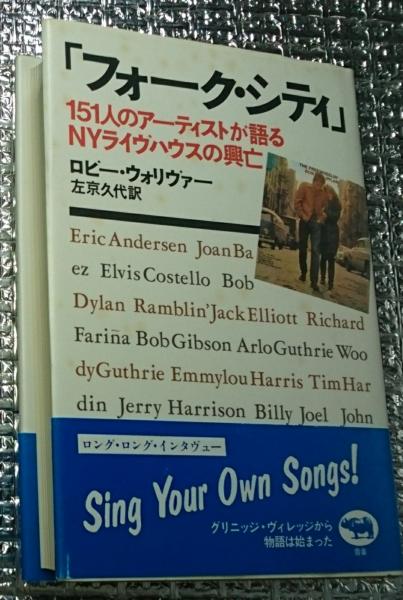 「フォーク・シティ」
151人のアーティストが語る
NYライヴハウスの興亡
ロビー・ウォリヴァー
左京久代訳
Eric Andersen Joan Ba
ez Elvis Costello Bob
Dylan Ramblin' Jack Elliott Richard
Fariña Bob Gibson Arlo Guthrie Woo
dy Guthrie Emmylou Harris Tim Har
din Jerry Harrison Billy Joel John
ロング・ロング・インタヴュー
Sing Your Own Songs!
グリニッジ・ヴィレッジから
物語は始まった
晶文社